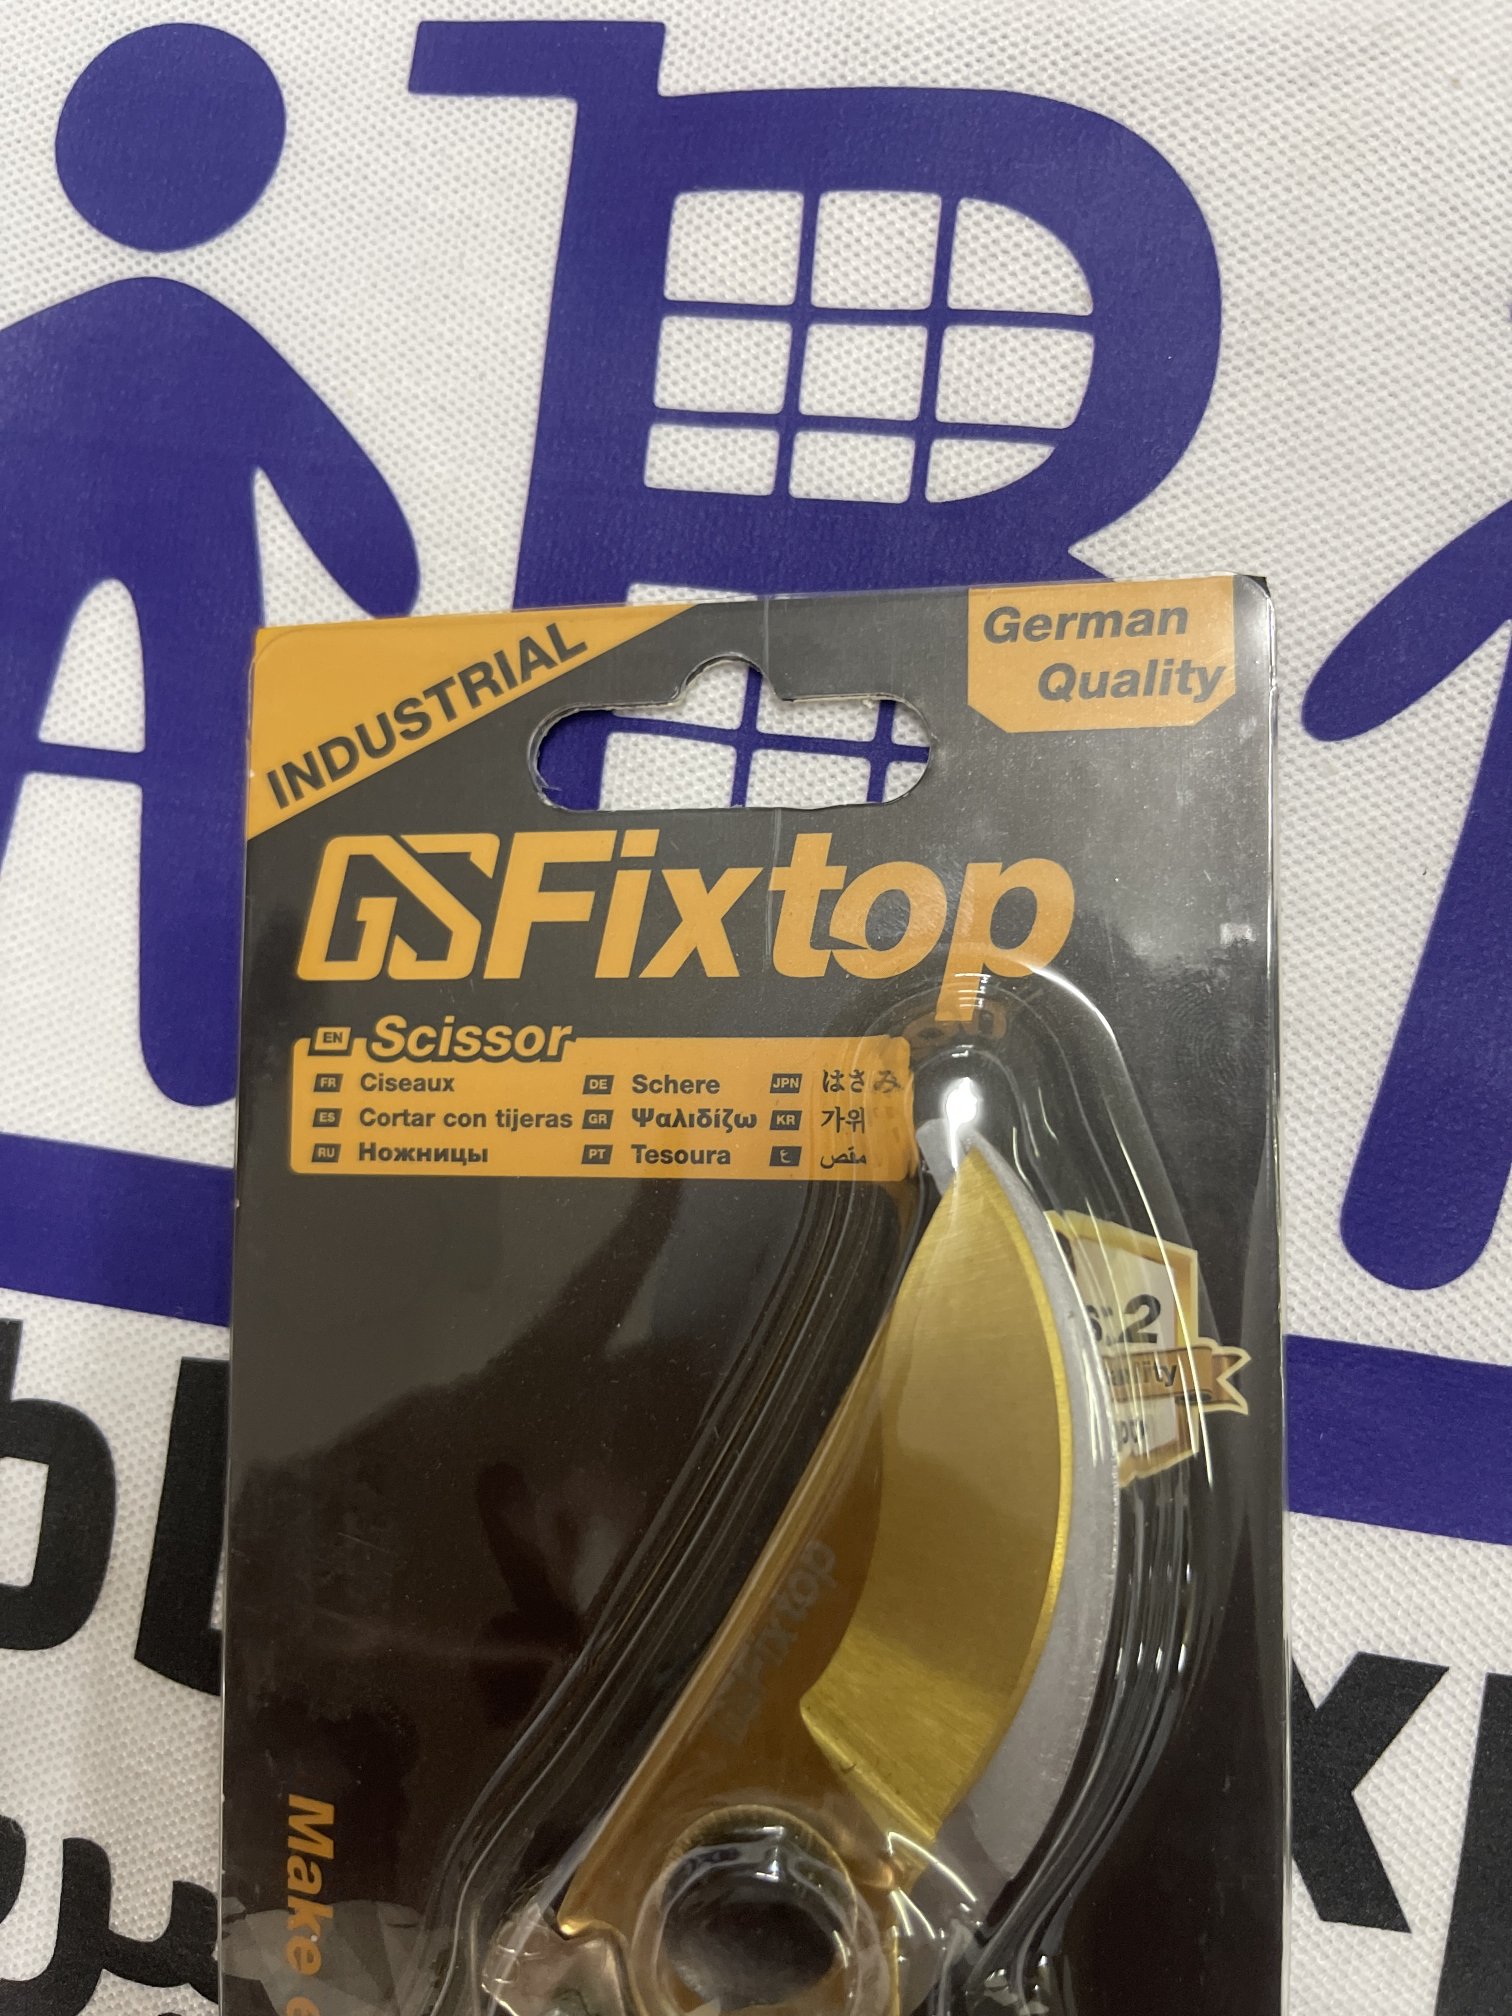 INDUSTRIAL
German
Quality
GSFixtop
EN Scissor
FR Ciseaux
DE Schere
JPN はさみ
ES Cortar con tijeras
GR Ψαλιδίζω
KR 가위
RU Ножницы
PT Tesoura
ع مقص
Make